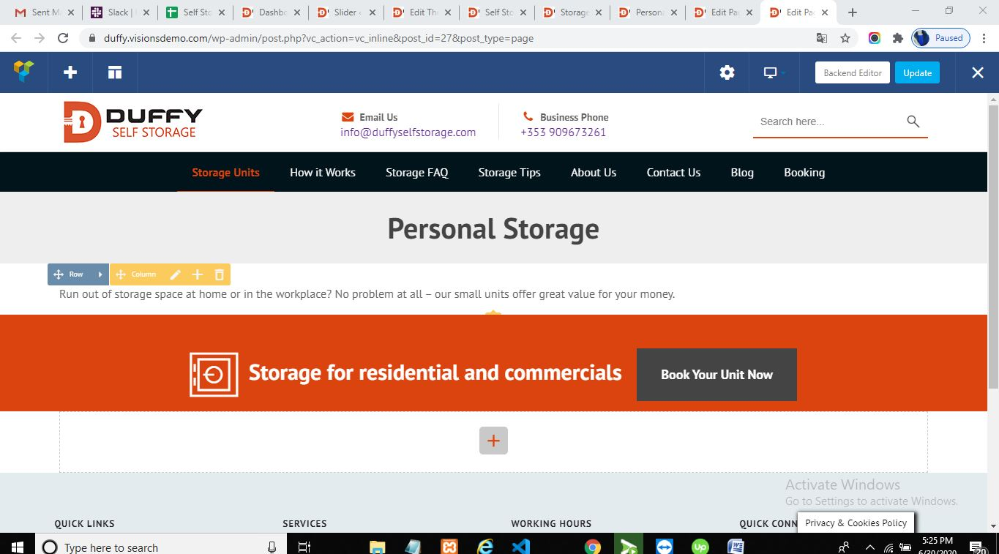 Sent Ma
Slack |
Self Sto
Dashbo
Slider
Edit Th
Self Sto
Storage
Persona
Edit Pa
Edit Pa
duffy.visionsdemo.com/wp-admin/post.php?vc_action=vc_inline&post_id=27&post_type=page
Paused
Backend Editor
Update
DUFFY
SELF STORAGE
Email Us
info@duffyselfstorage.com
Business Phone
+353 909673261
Search here...
Storage Units
How it Works
Storage FAQ
Storage Tips
About Us
Contact Us
Blog
Booking
Personal Storage
Row
Column
Run out of storage space at home or in the workplace? No problem at all – our small units offer great value for your money.
Storage for residential and commercials
Book Your Unit Now
Activate Windows
Go to Settings to activate Windows.
QUICK LINKS
SERVICES
WORKING HOURS
QUICK CONN
Privacy & Cookies Policy
Type here to search
up
W
5:25 PM
6/30/2020
20